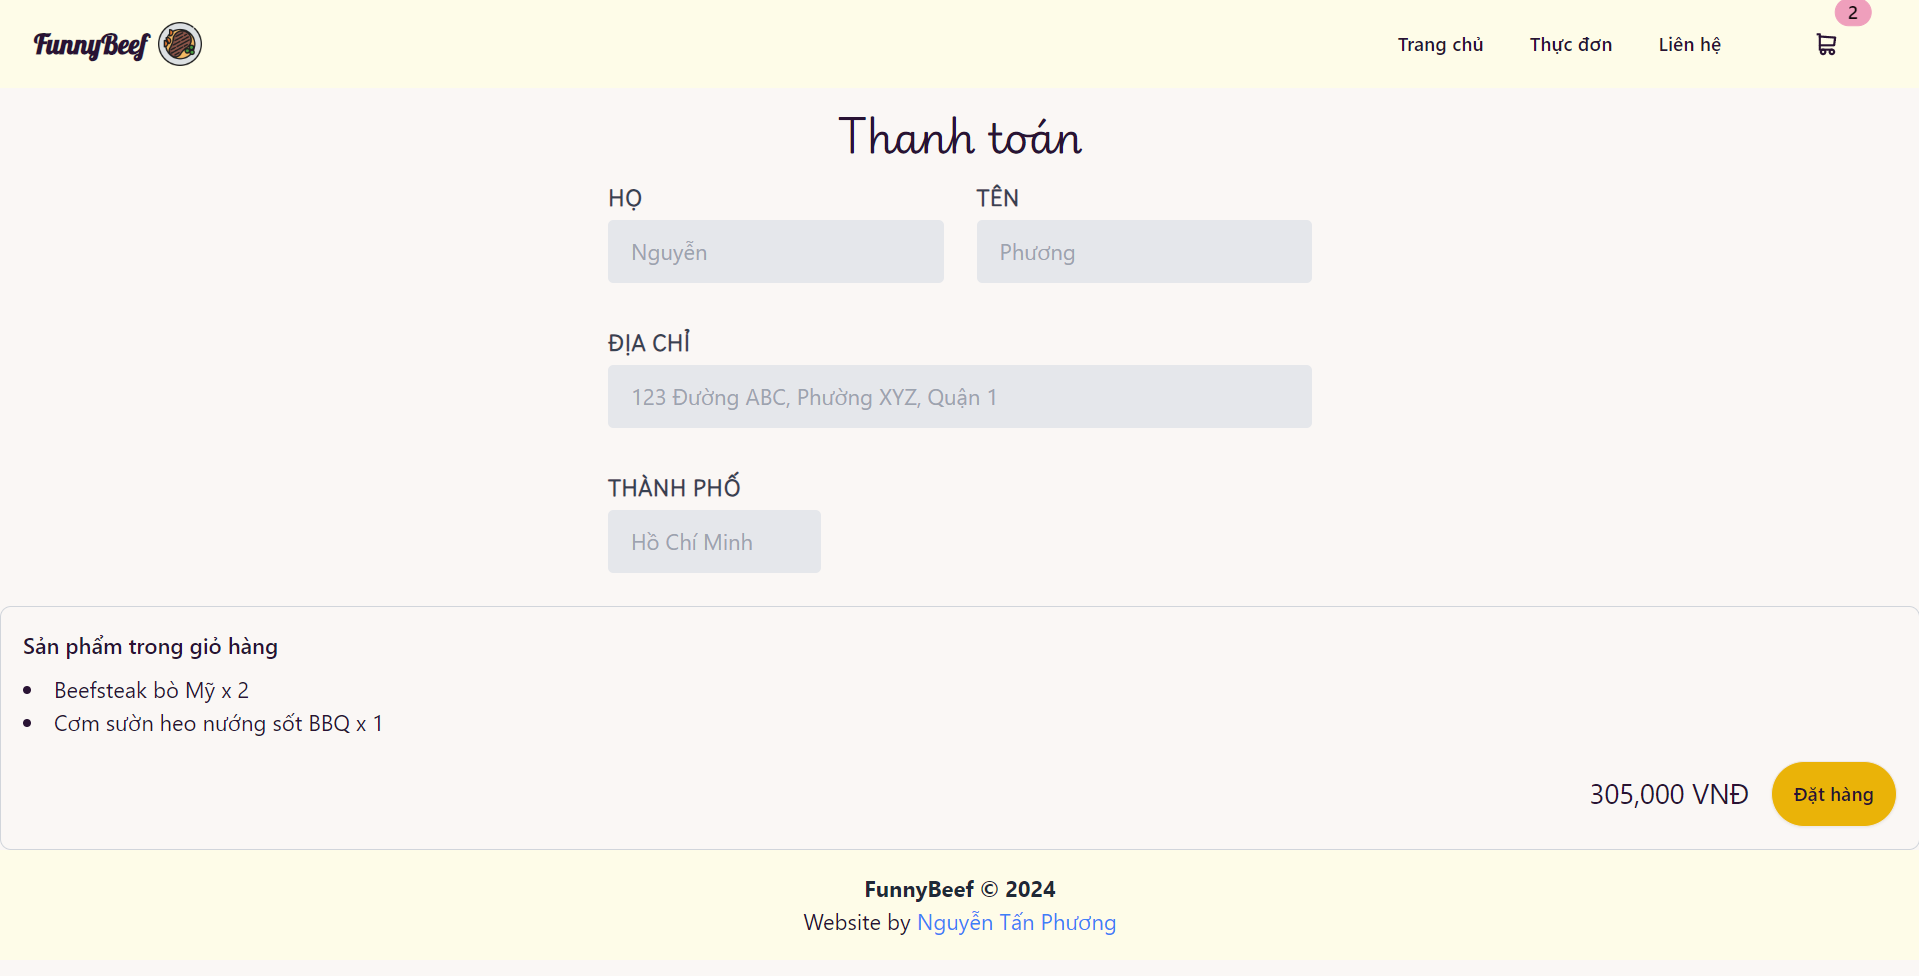 FunnyBeef
Trang chủ
Thực đơn
Liên hệ
2
Thanh toán
HỌ
TÊN
Nguyễn
Phương
ĐỊA CHỈ
123 Đường ABC, Phường XYZ, Quận 1
THÀNH PHỐ
Hồ Chí Minh
Sản phẩm trong giỏ hàng
Beefsteak bò Mỹ x 2
Cơm sườn heo nướng sốt BBQ x 1
305,000 VNĐ
Đặt hàng
FunnyBeef © 2024
Website by Nguyễn Tấn Phương